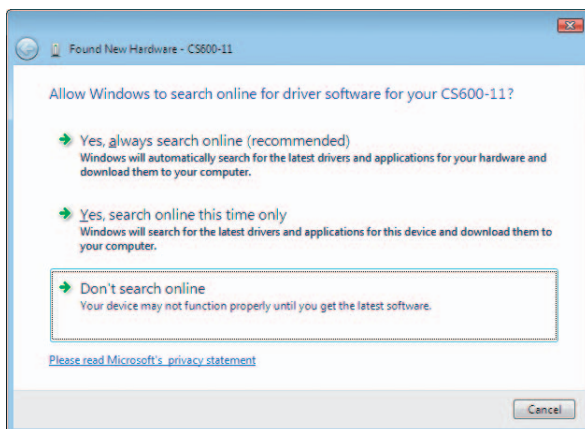 Found New Hardware - CS600-11
Allow Windows to search online for driver software for your CS600-11?
Yes, always search online (recommended)
Windows will automatically search for the latest drivers and applications for your hardware and
download them to your computer.
Yes, search online this time only
Windows will search for the latest drivers and applications for this device and download them to
your computer.
Don't search online
Your device may not function properly until you get the latest software.
Please read Microsoft's privacy statement
Cancel